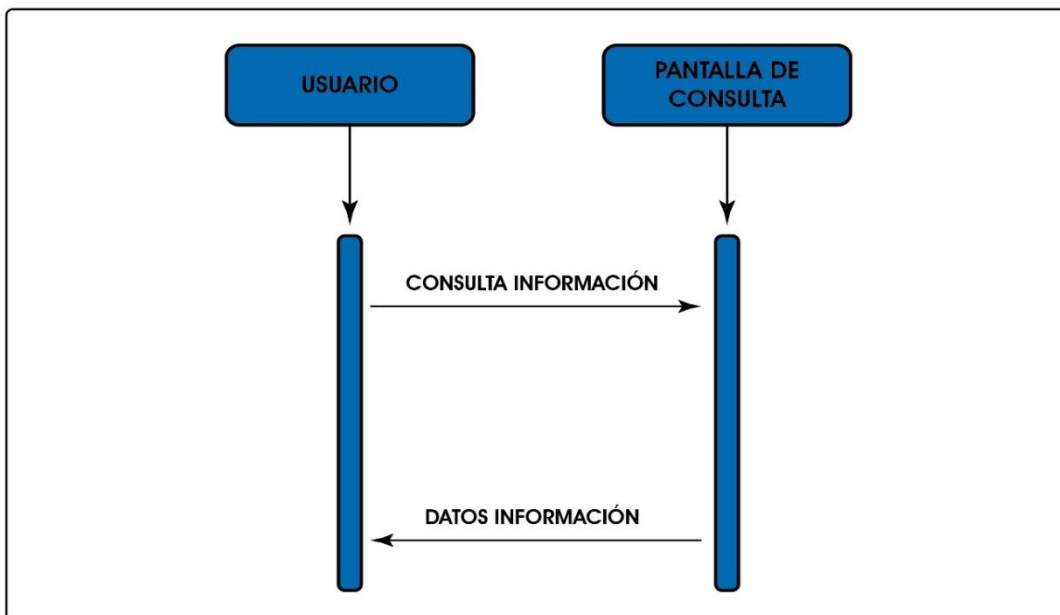 USUARIO
PANTALLA DE
CONSULTA
CONSULTA INFORMACIÓN
DATOS INFORMACIÓN